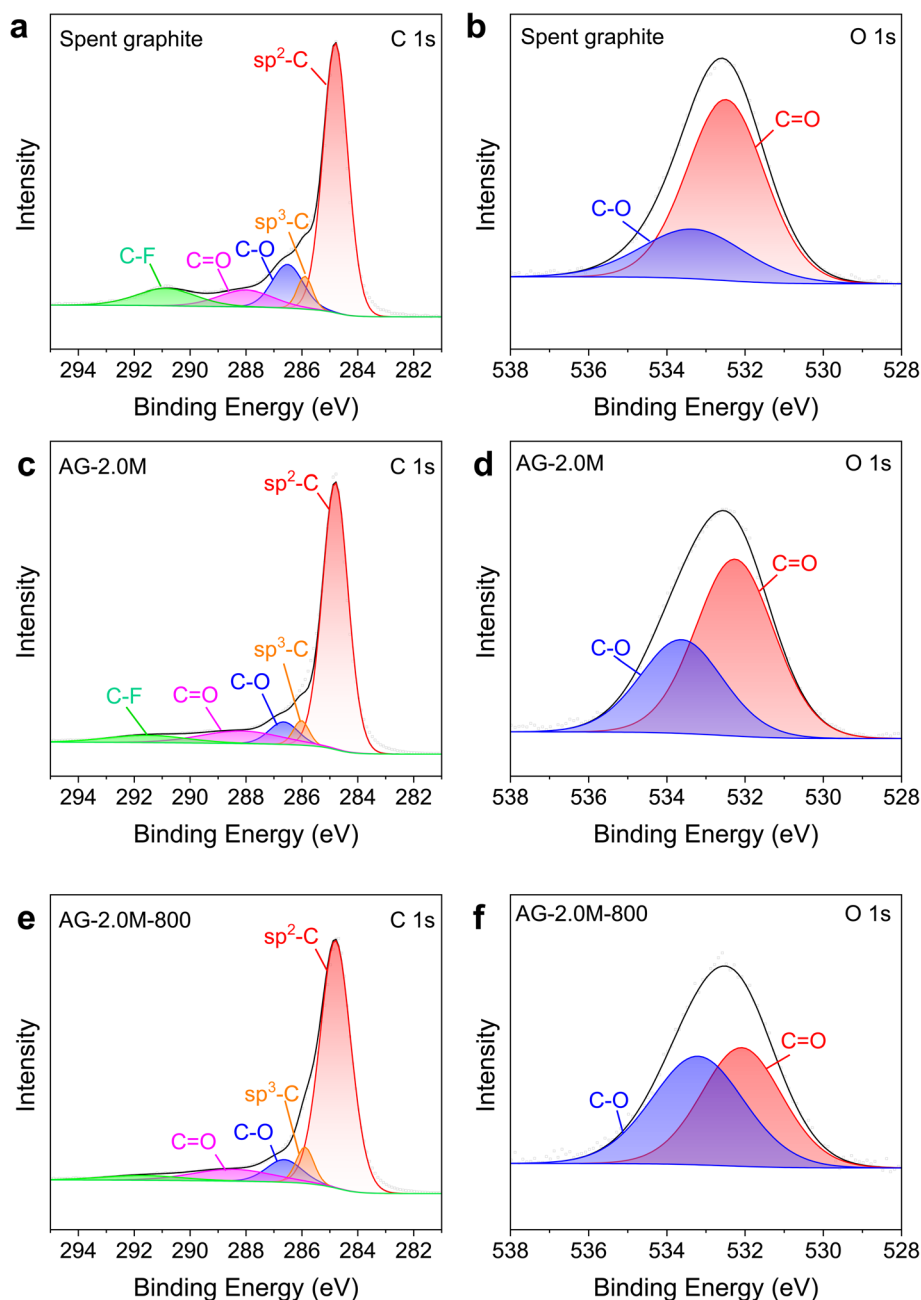 a
Spent graphite
C 1s
sp²-C
sp³-C
C-O
C=O
C-F
Intensity
294 292 290 288 286 284 282
Binding Energy (eV)
b
Spent graphite
O 1s
C=O
C-O
Intensity
538 536 534 532 530 528
Binding Energy (eV)
c
AG-2.0M
C 1s
sp²-C
sp³-C
C-O
C=O
C-F
Intensity
294 292 290 288 286 284 282
Binding Energy (eV)
d
AG-2.0M
O 1s
C=O
C-O
Intensity
538 536 534 532 530 528
Binding Energy (eV)
e
AG-2.0M-800
C 1s
sp²-C
sp³-C
C-O
C=O
Intensity
294 292 290 288 286 284 282
Binding Energy (eV)
f
AG-2.0M-800
O 1s
C=O
C-O
Intensity
538 536 534 532 530 528
Binding Energy (eV)